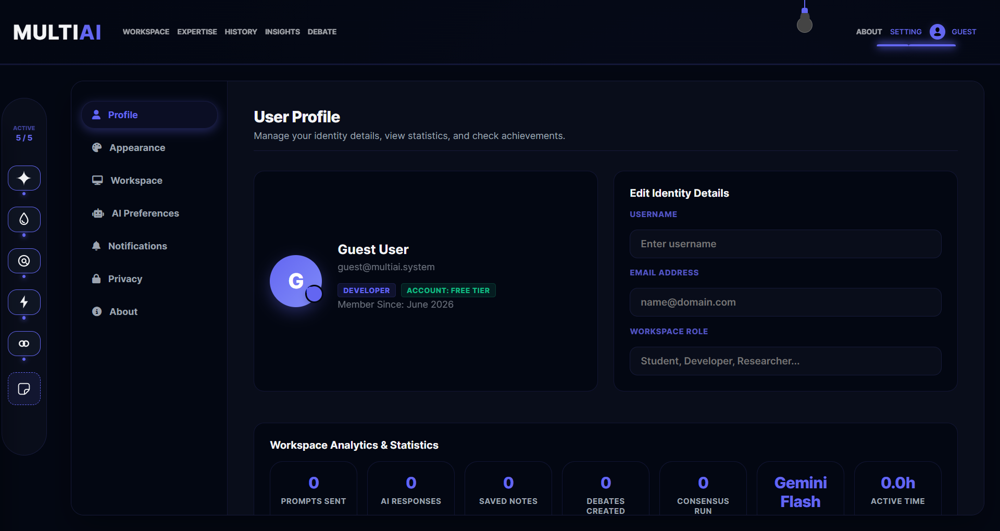 MULTIAI
WORKSPACE EXPERTISE HISTORY INSIGHTS DEBATE
ABOUT SETTING GUEST
ACTIVE
5 / 5
Profile
Appearance
Workspace
AI Preferences
Notifications
Privacy
About
User Profile
Manage your identity details, view statistics, and check achievements.
G
Guest User
guest@multiai.system
DEVELOPER ACCOUNT: FREE TIER
Member Since: June 2026
Edit Identity Details
USERNAME
Enter username
EMAIL ADDRESS
name@domain.com
WORKSPACE ROLE
Student, Developer, Researcher...
Workspace Analytics & Statistics
0
PROMPTS SENT
0
AI RESPONSES
0
SAVED NOTES
0
DEBATES
CREATED
0
CONSENSUS
RUN
Gemini
Flash
0.0h
ACTIVE TIME